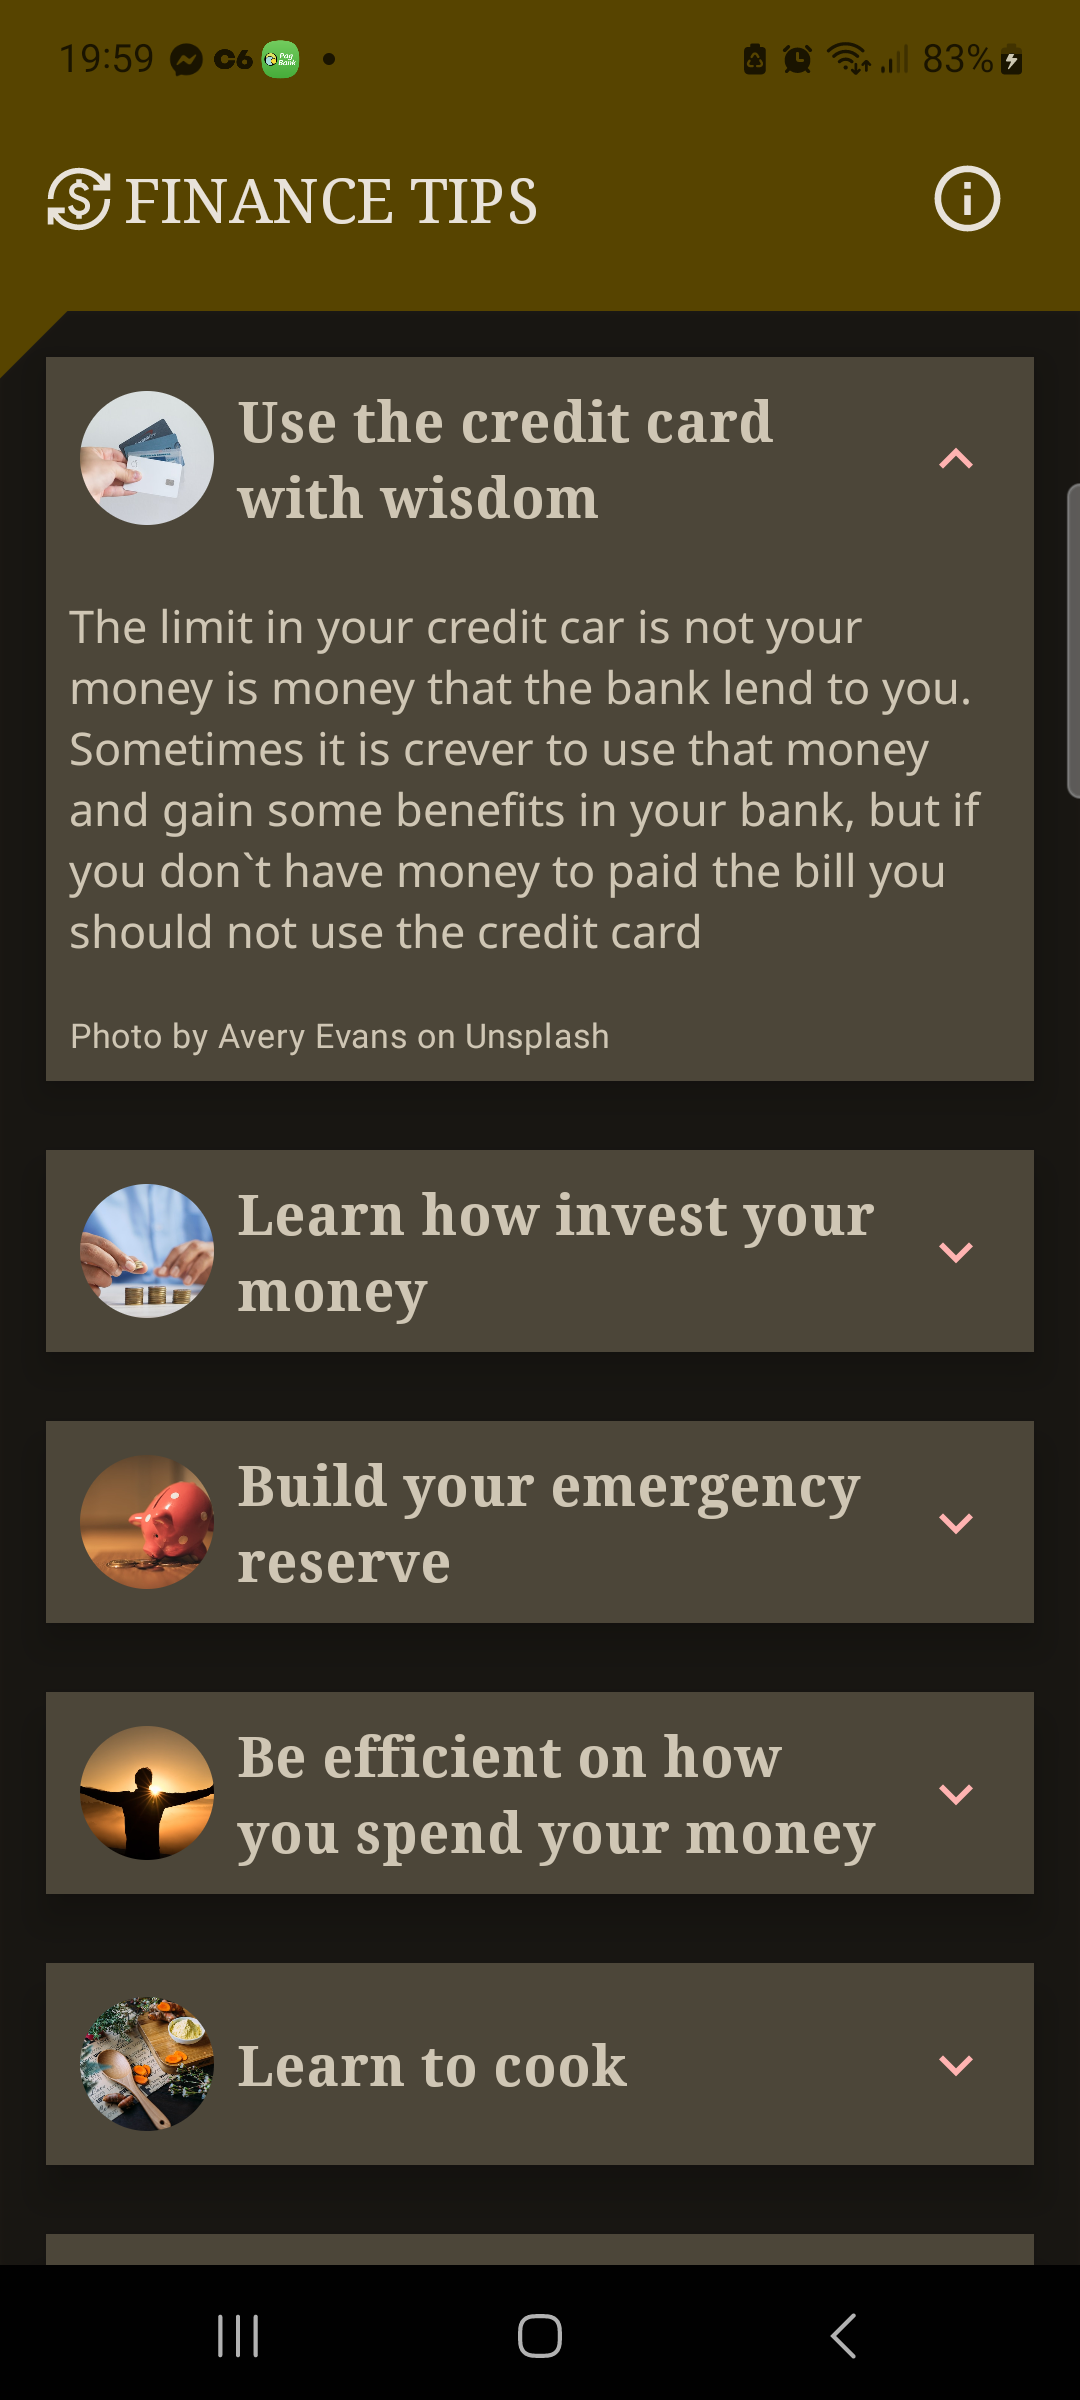 19:59 C6 Pag Bank 83%
FINANCE TIPS
Use the credit card
with wisdom
The limit in your credit car is not your
money is money that the bank lend to you.
Sometimes it is crever to use that money
and gain some benefits in your bank, but if
you don`t have money to paid the bill you
should not use the credit card
Photo by Avery Evans on Unsplash
Learn how invest your
money
Build your emergency
reserve
Be efficient on how
you spend your money
Learn to cook